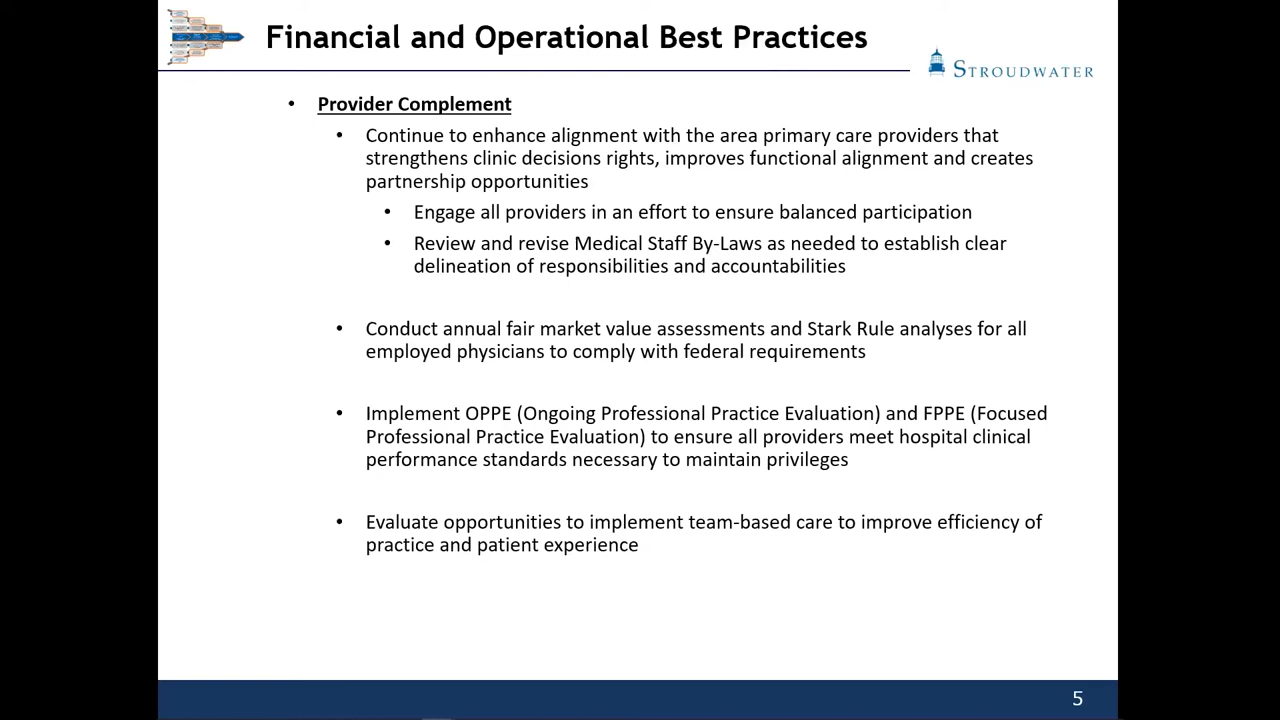 Financial and Operational Best Practices
STROUDWATER
• Provider Complement
• Continue to enhance alignment with the area primary care providers that
strengthens clinic decisions rights, improves functional alignment and creates
partnership opportunities
• Engage all providers in an effort to ensure balanced participation
• Review and revise Medical Staff By-Laws as needed to establish clear
delineation of responsibilities and accountabilities
• Conduct annual fair market value assessments and Stark Rule analyses for all
employed physicians to comply with federal requirements
• Implement OPPE (Ongoing Professional Practice Evaluation) and FPPE (Focused
Professional Practice Evaluation) to ensure all providers meet hospital clinical
performance standards necessary to maintain privileges
• Evaluate opportunities to implement team-based care to improve efficiency of
practice and patient experience
5